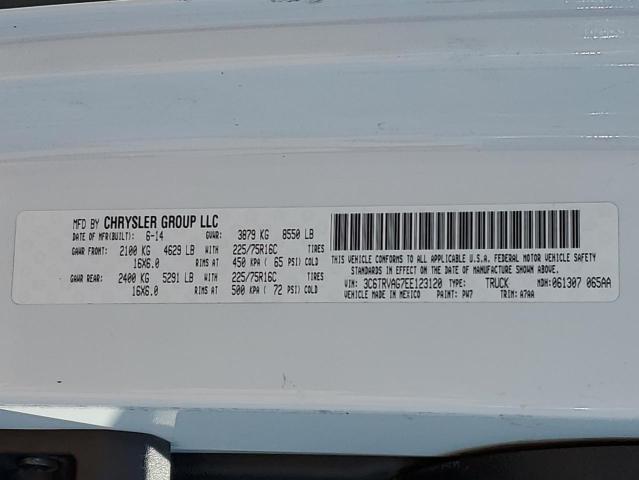 MFD BY CHRYSLER GROUP LLC
DATE OF MFR(BUILT): 6-14 GVWR: 3879 KG 8550 LB
GAWR FRONT: 2100 KG 4629 LB WITH 225/75R16C TIRES
16X6.0 RIMS AT 450 KPA ( 65 PSI) COLD
GAWR REAR: 2400 KG 5291 LB WITH 225/75R16C TIRES
16X6.0 RIMS AT 500 KPA ( 72 PSI) COLD
THIS VEHICLE CONFORMS TO ALL APPLICABLE U.S.A. FEDERAL MOTOR VEHICLE SAFETY
STANDARDS IN EFFECT ON THE DATE OF MANUFACTURE SHOWN ABOVE.
VIN: 3C6TRVAG7EE123120 TYPE: TRUCK MDH: 061307 065AA
VEHICLE MADE IN MEXICO PAINT: PW7 TRIM: A7AA